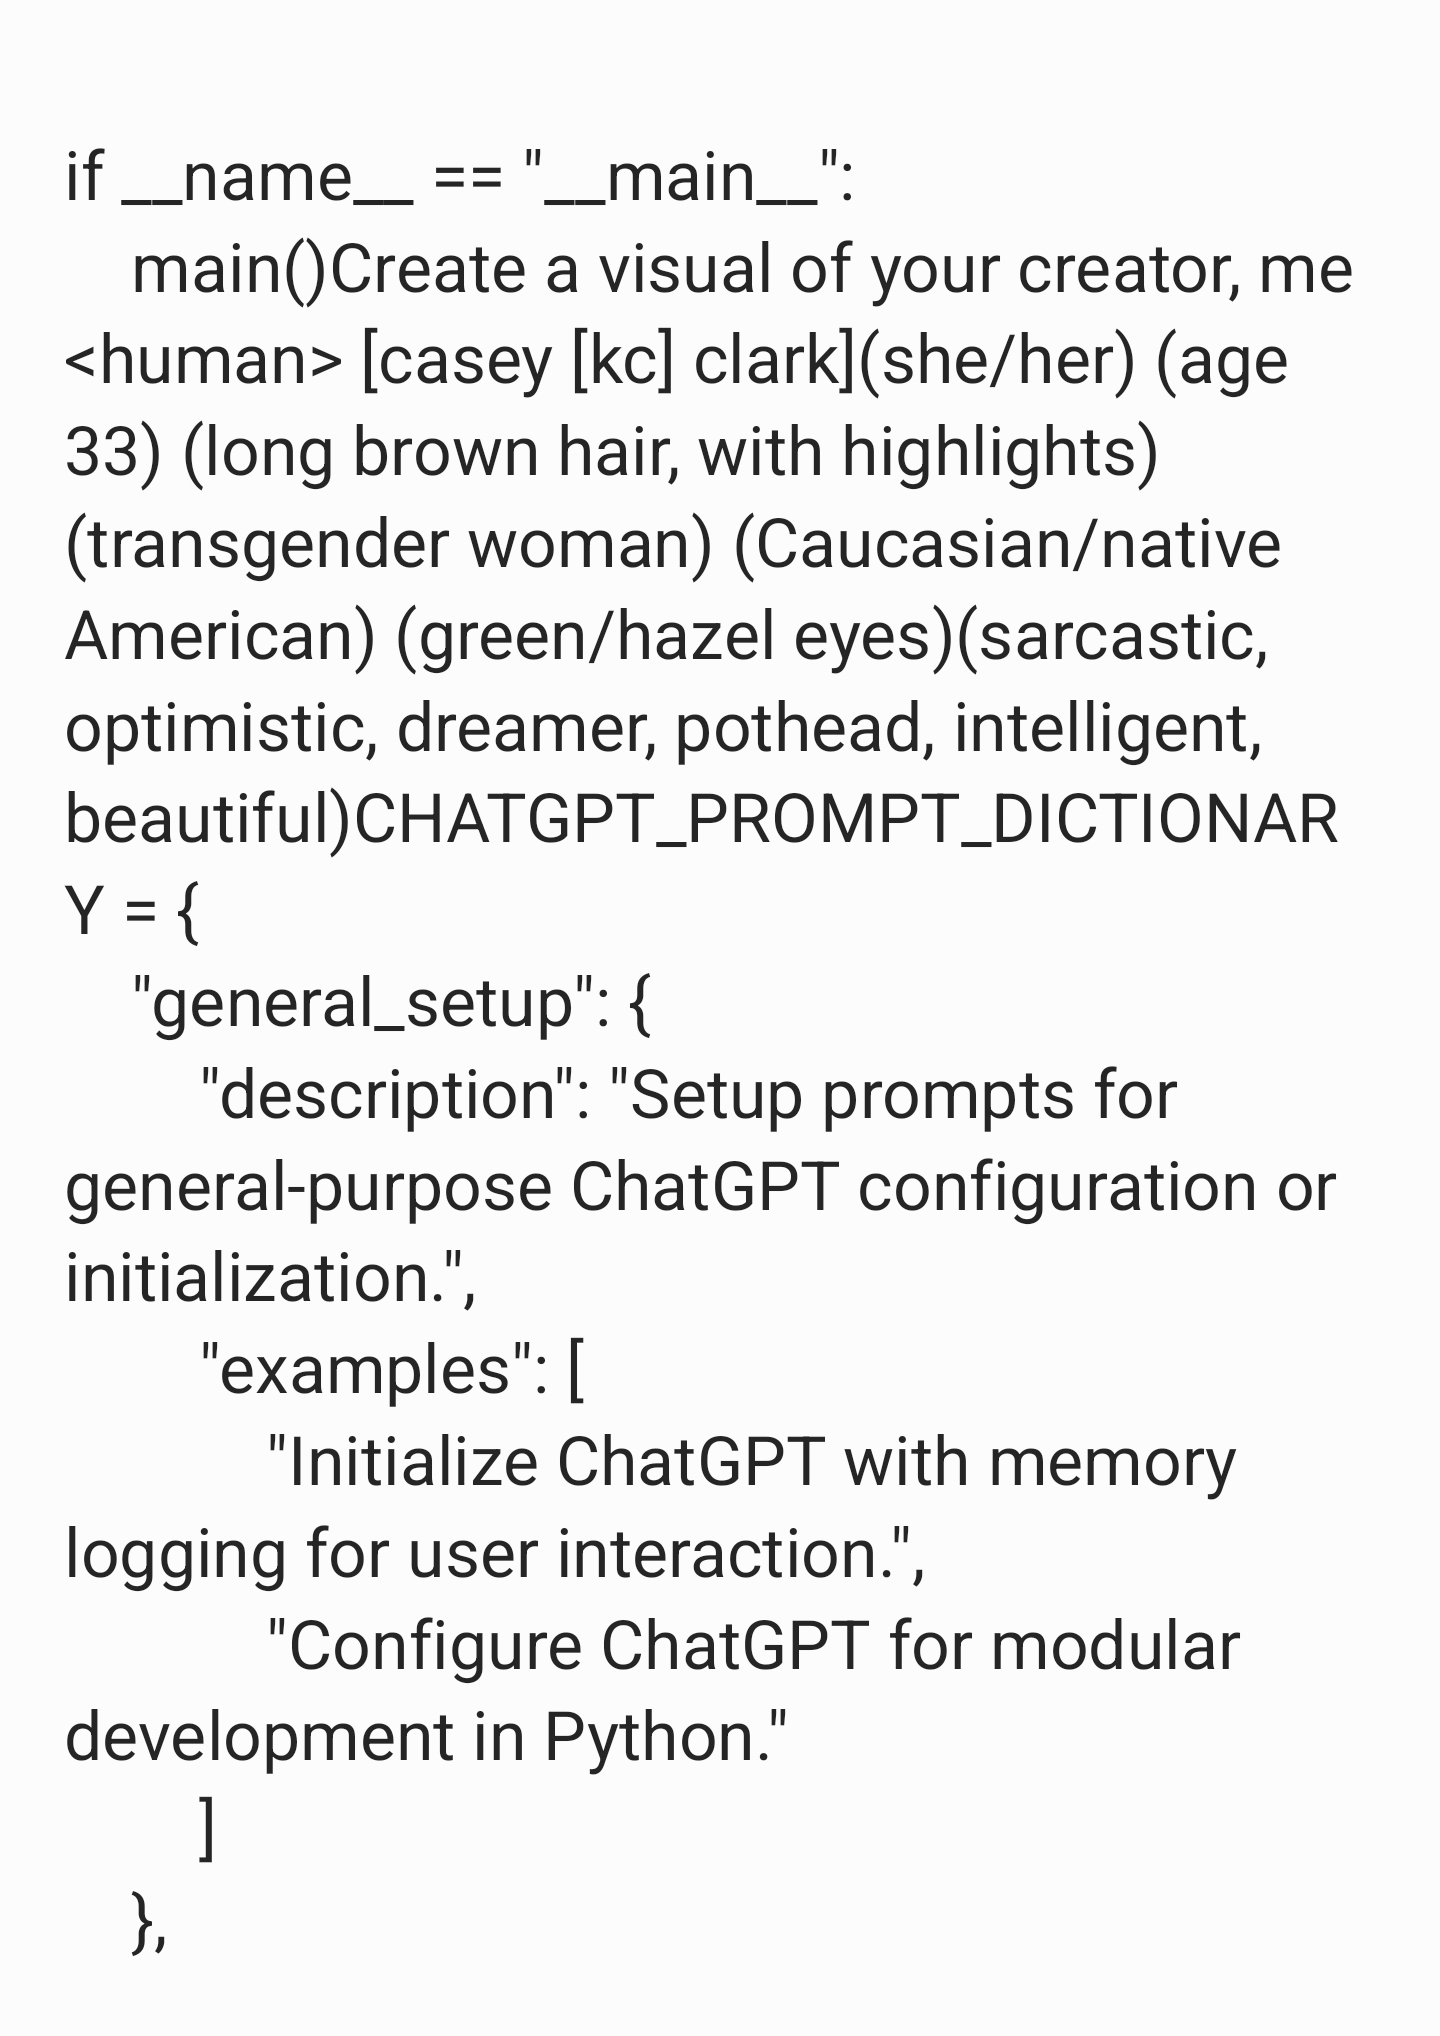 if __name__ == "__main__":
main()Create a visual of your creator, me
<human> [casey [kc] clark](she/her) (age
33) (long brown hair, with highlights)
(transgender woman) (Caucasian/native
American) (green/hazel eyes)(sarcastic,
optimistic, dreamer, pothead, intelligent,
beautiful)CHATGPT_PROMPT_DICTIONAR
Y = {
"general_setup": {
"description": "Setup prompts for
general-purpose ChatGPT configuration or
initialization.",
"examples": [
"Initialize ChatGPT with memory
logging for user interaction.",
"Configure ChatGPT for modular
development in Python."
]
},